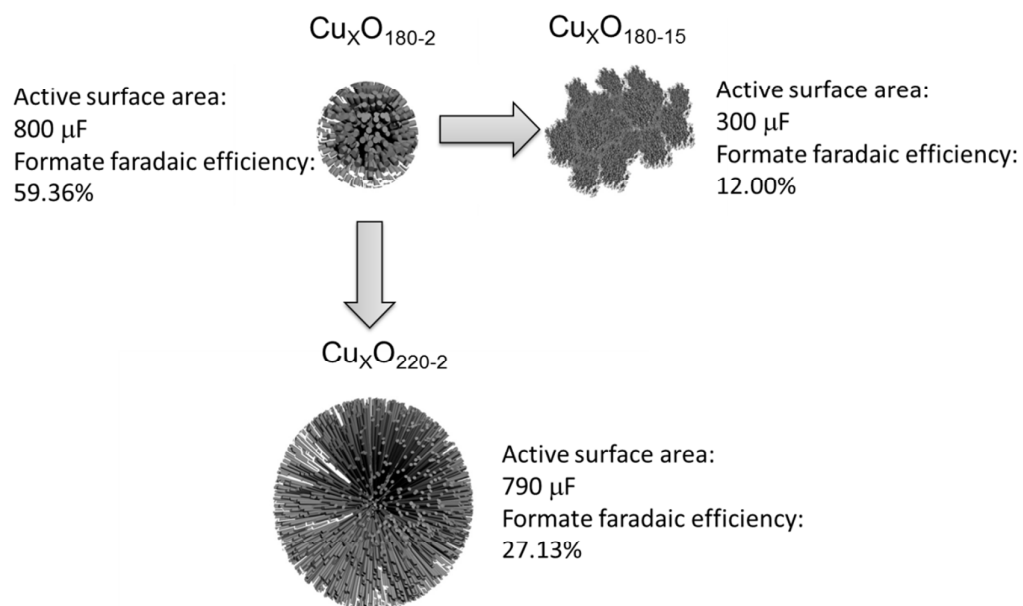 CuXO180-2
CuXO180-15
Active surface area:
800 μF
Formate faradaic efficiency:
59.36%
Active surface area:
300 μF
Formate faradaic efficiency:
12.00%
CuXO220-2
Active surface area:
790 μF
Formate faradaic efficiency:
27.13%